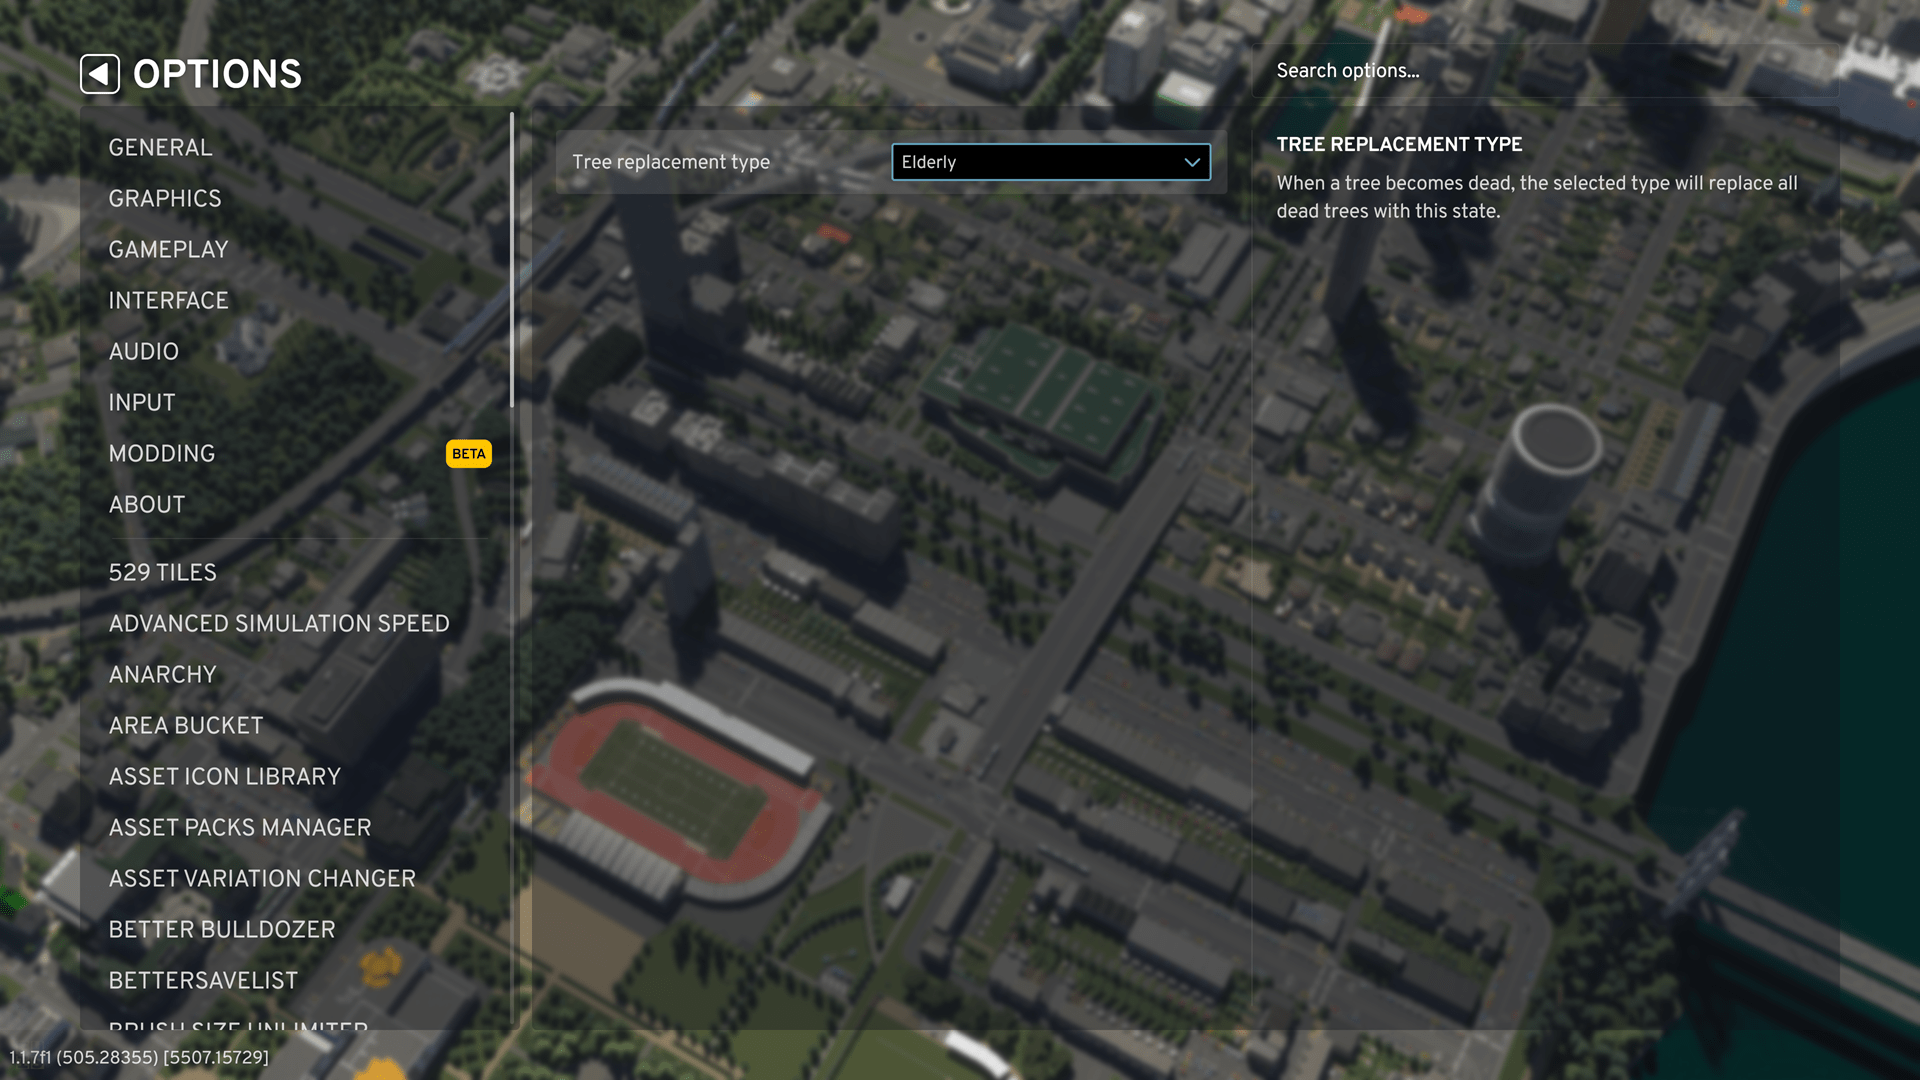 OPTIONS
Search options...
GENERAL
GRAPHICS
GAMEPLAY
INTERFACE
AUDIO
INPUT
MODDING
BETA
ABOUT
529 TILES
ADVANCED SIMULATION SPEED
ANARCHY
AREA BUCKET
ASSET ICON LIBRARY
ASSET PACKS MANAGER
ASSET VARIATION CHANGER
BETTER BULLDOZER
BETTERSAVELIST
BRUSH SIZE UNLIMITER
Tree replacement type
Elderly
TREE REPLACEMENT TYPE
When a tree becomes dead, the selected type will replace all
dead trees with this state.
1.1.7f1 (505.28355) [5507.15729]